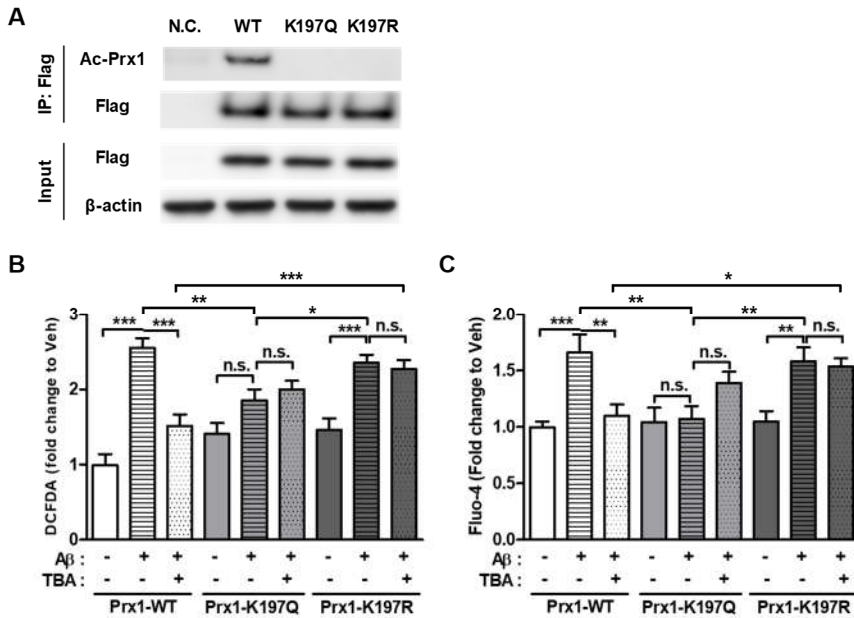 A
N.C. WT K197Q K197R
IP: Flag
Ac-Prx1
Flag
Input
Flag
β-actin
B
DCFDA (fold change to Veh)
3
2
1
0
***
**
*
*** *** n.s. n.s. *** n.s.
Aβ : - + + - + + - + +
TBA : + + +
Prx1-WT Prx1-K197Q Prx1-K197R
C
Fluo-4 (Fold change to Veh)
2.0
1.5
1.0
0.5
0.0
*
** **
*** ** n.s. n.s. ** n.s.
Aβ : - + + - + + - + +
TBA : + + +
Prx1-WT Prx1-K197Q Prx1-K197R